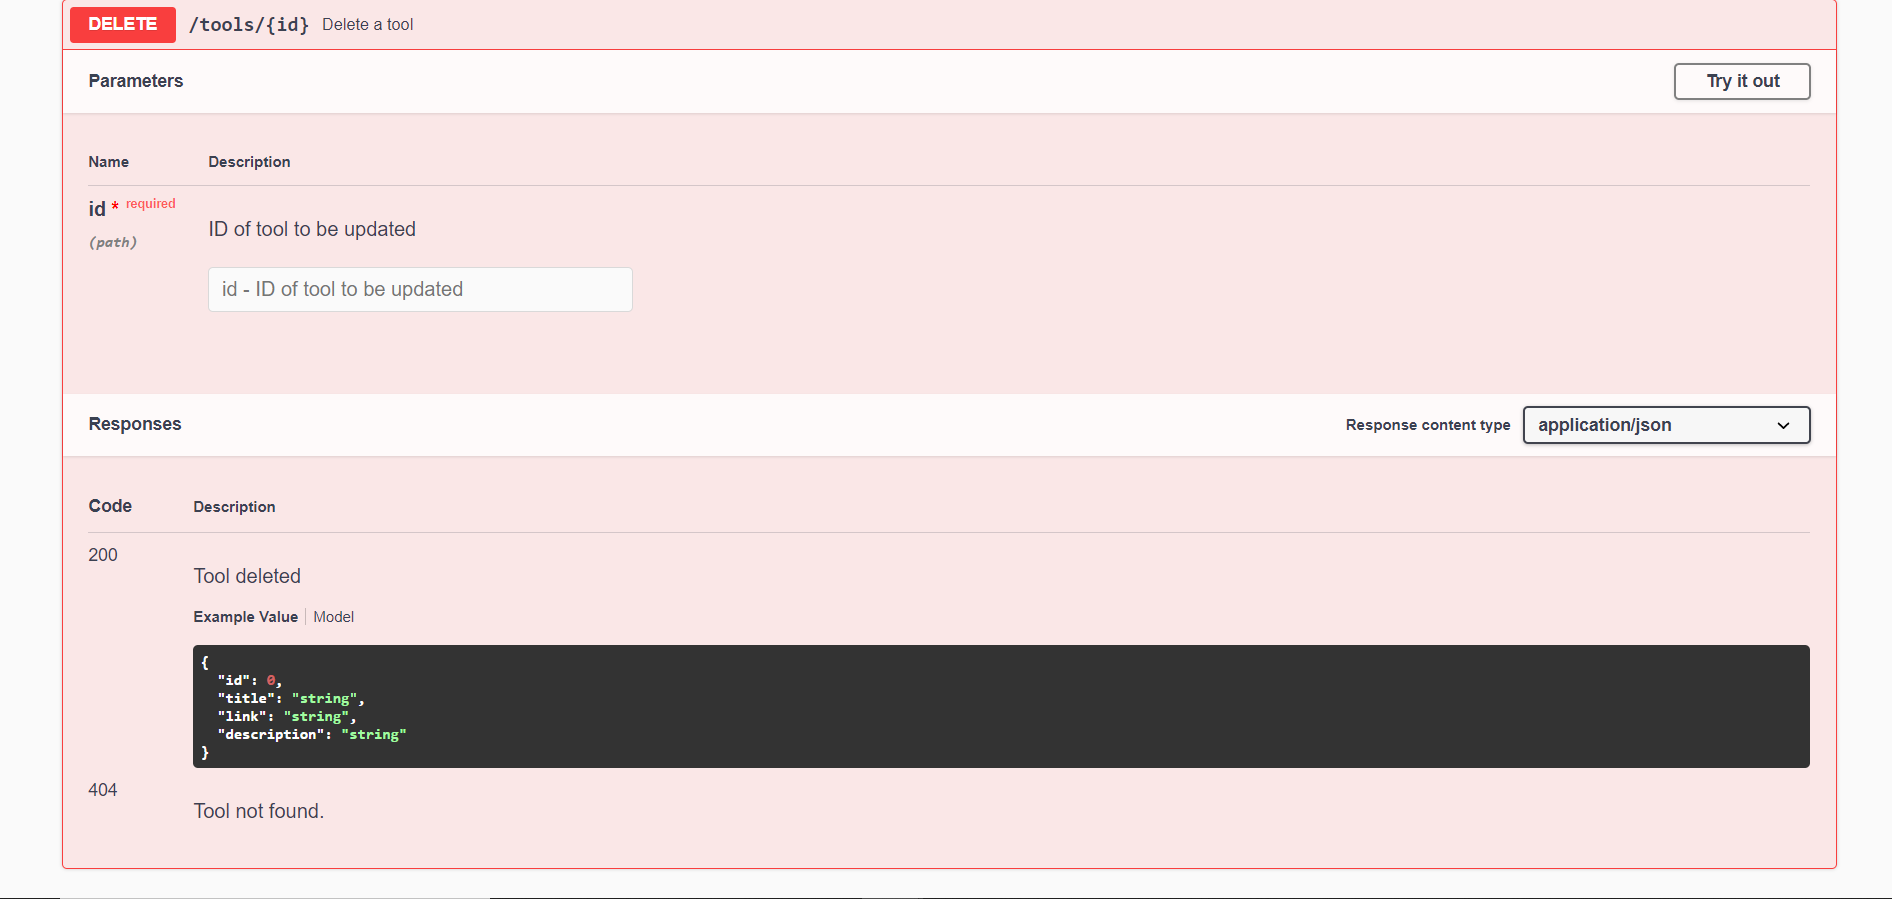 DELETE /tools/{id} Delete a tool
Parameters
Try it out
Name Description
id * required
(path)
ID of tool to be updated
id - ID of tool to be updated
Responses
Response content type application/json
Code Description
200
Tool deleted
Example Value Model
{
  "id": 0,
  "title": "string",
  "link": "string",
  "description": "string"
}
404
Tool not found.